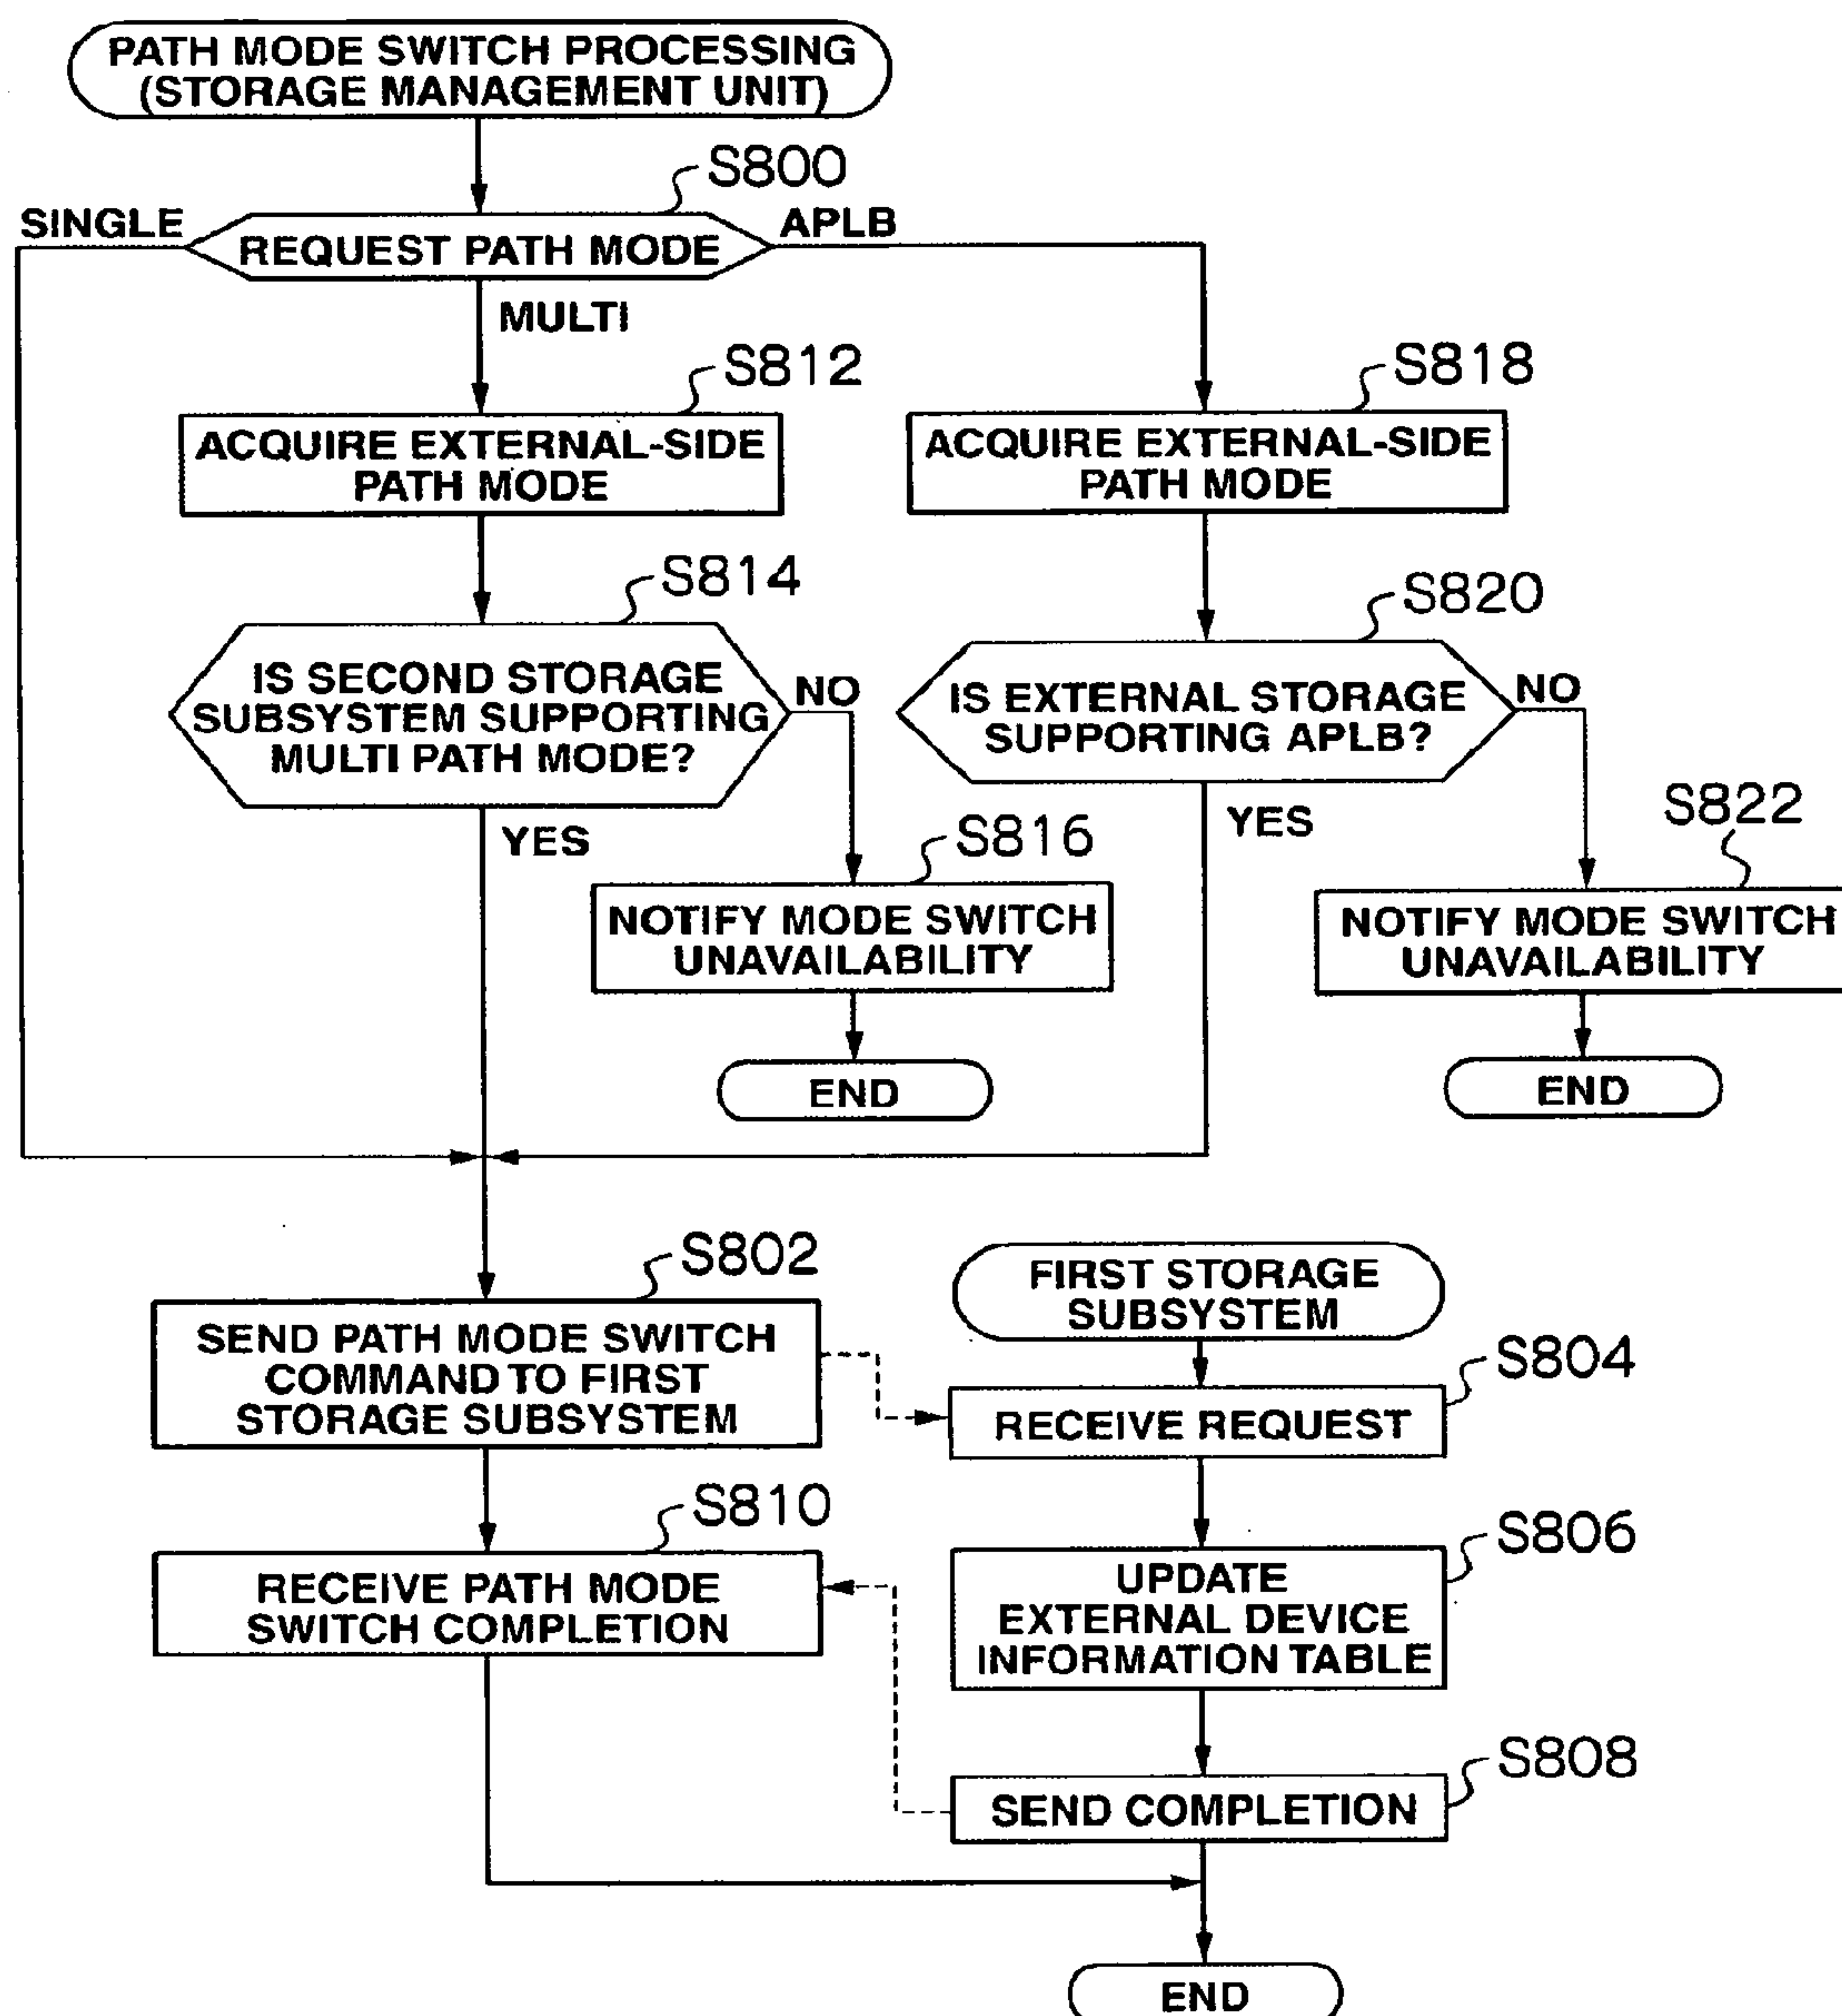 PATH MODE SWITCH PROCESSING
(STORAGE MANAGEMENT UNIT)
S800
SINGLE
REQUEST PATH MODE
APLB
MULTI
S812
ACQUIRE EXTERNAL-SIDE
PATH MODE
S818
ACQUIRE EXTERNAL-SIDE
PATH MODE
S814
IS SECOND STORAGE
SUBSYSTEM SUPPORTING
MULTI PATH MODE?
NO
YES
S820
IS EXTERNAL STORAGE
SUPPORTING APLB?
NO
YES
S816
NOTIFY MODE SWITCH
UNAVAILABILITY
END
S822
NOTIFY MODE SWITCH
UNAVAILABILITY
END
S802
SEND PATH MODE SWITCH
COMMAND TO FIRST
STORAGE SUBSYSTEM
FIRST STORAGE
SUBSYSTEM
S804
RECEIVE REQUEST
S810
RECEIVE PATH MODE
SWITCH COMPLETION
S806
UPDATE
EXTERNAL DEVICE
INFORMATION TABLE
S808
SEND COMPLETION
END